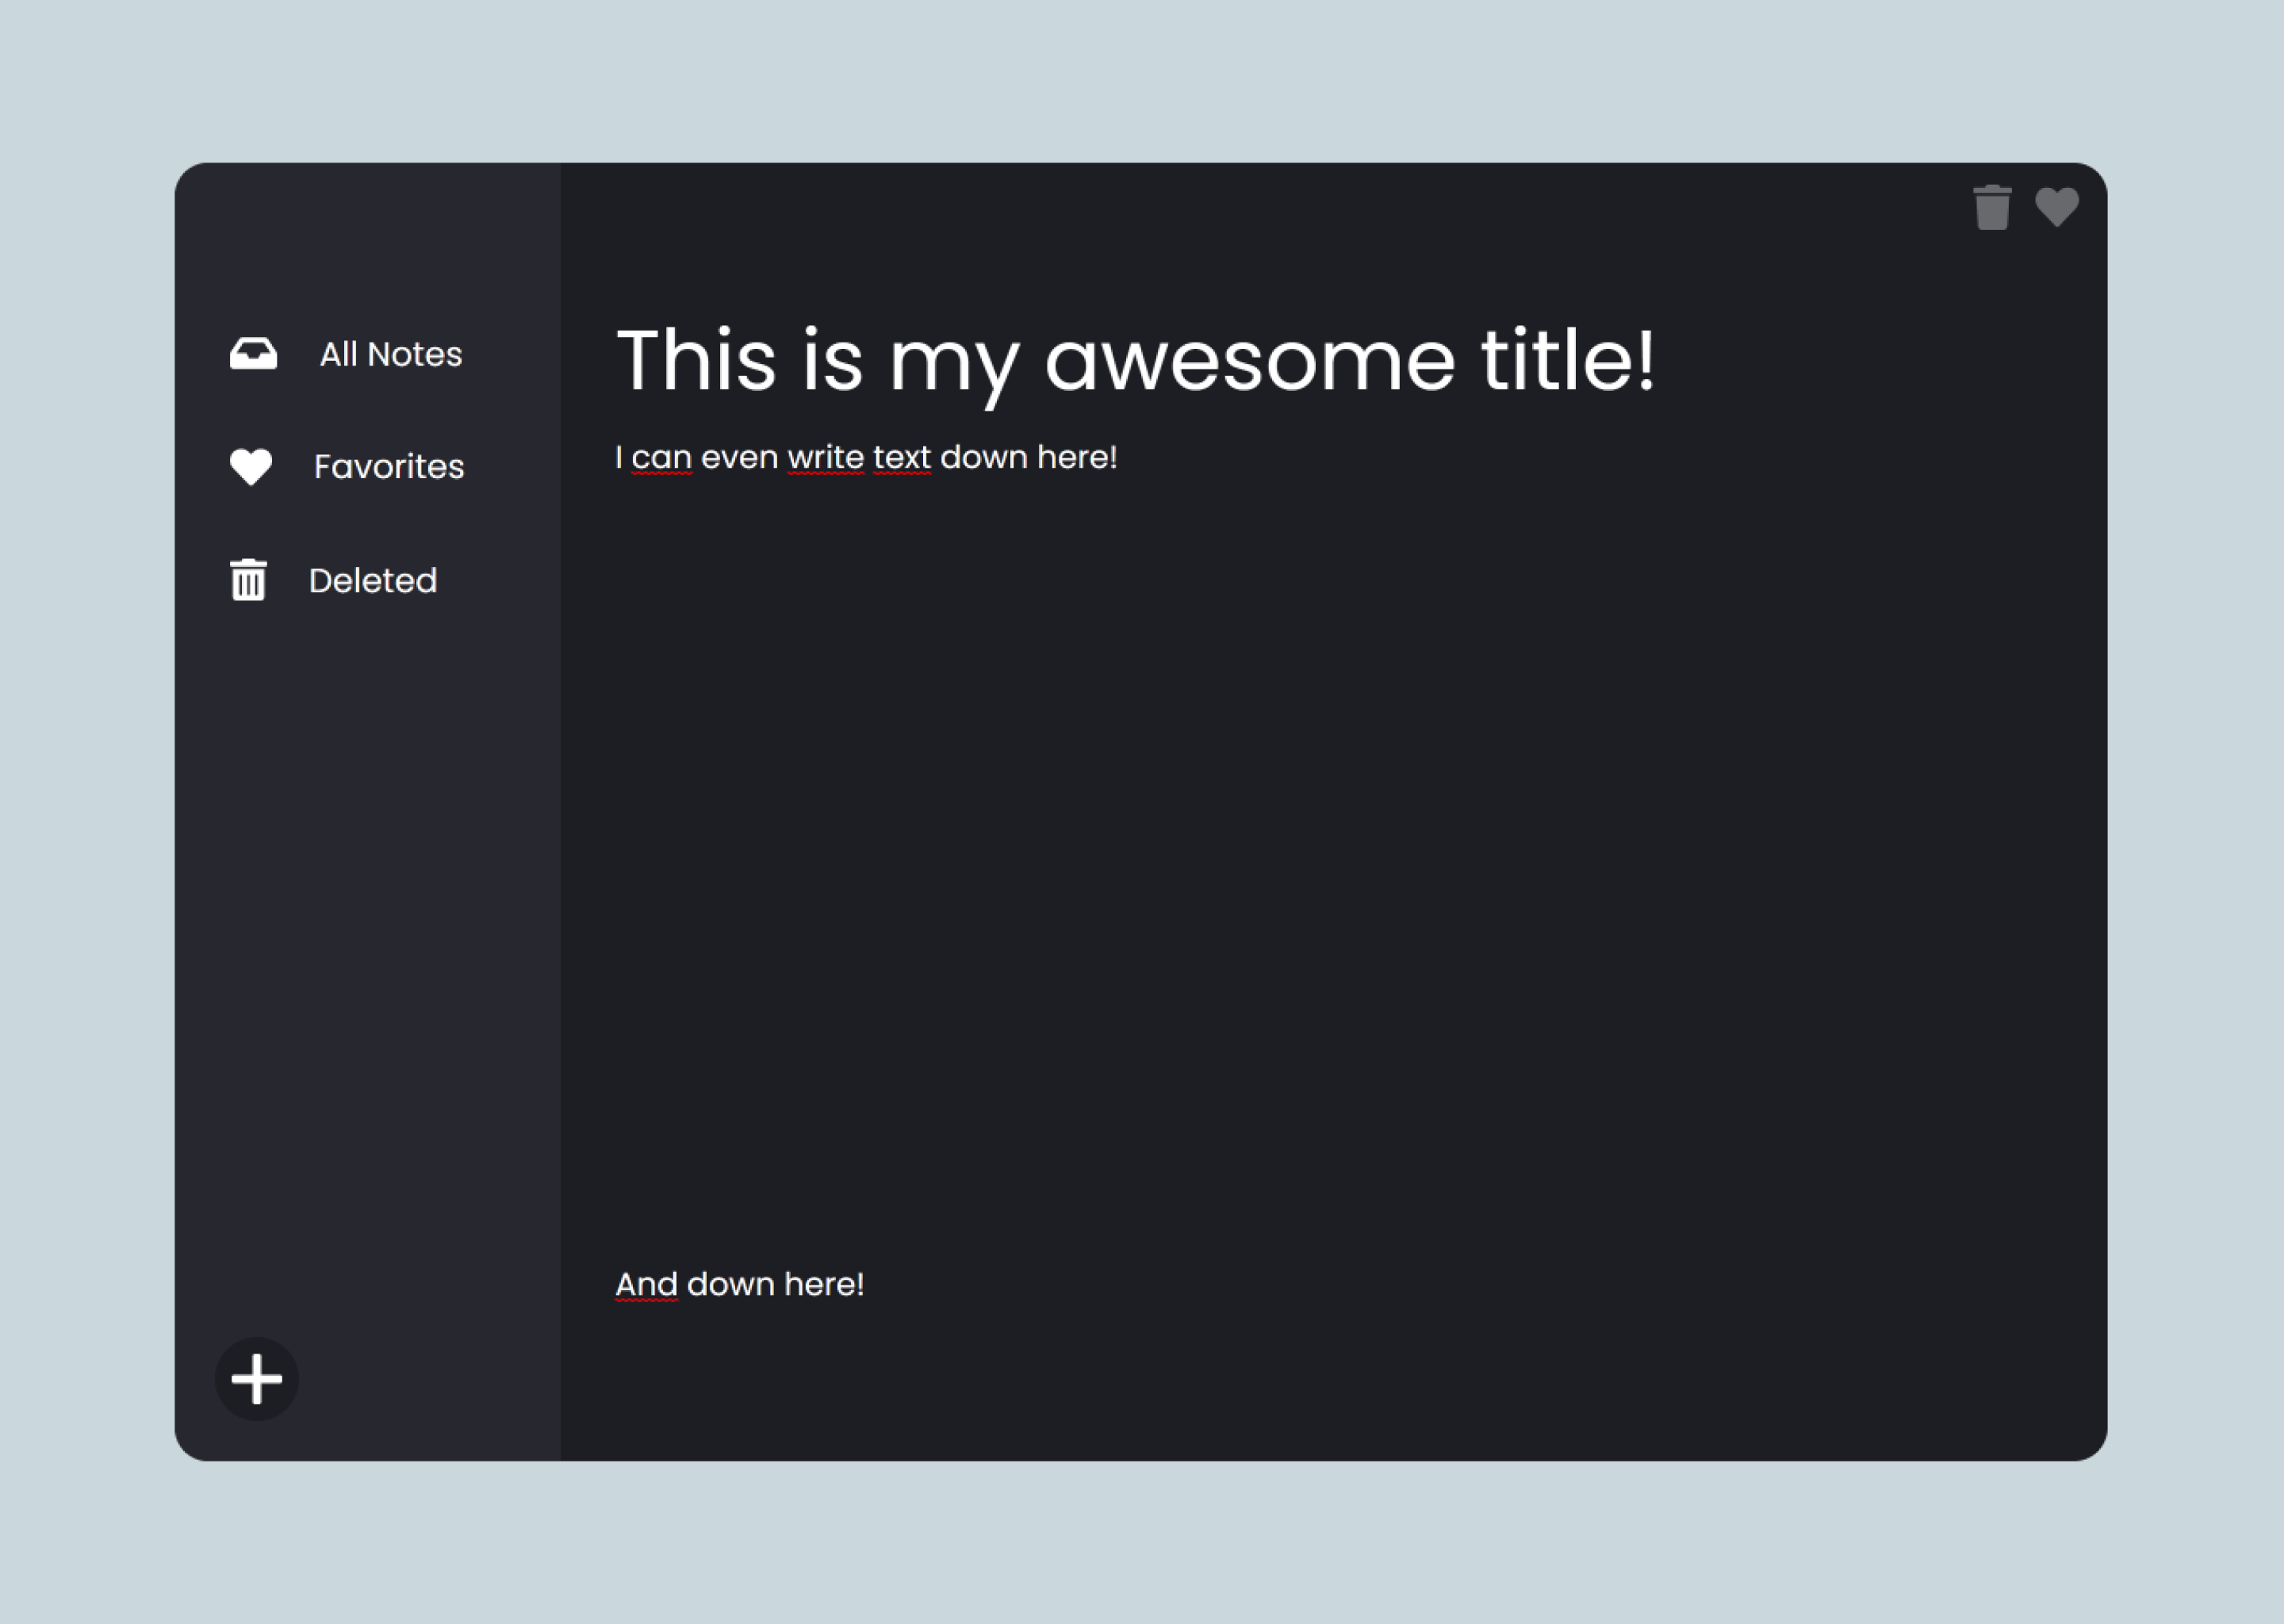 All Notes
Favorites
Deleted
This is my awesome title!
I can even write text down here!
And down here!